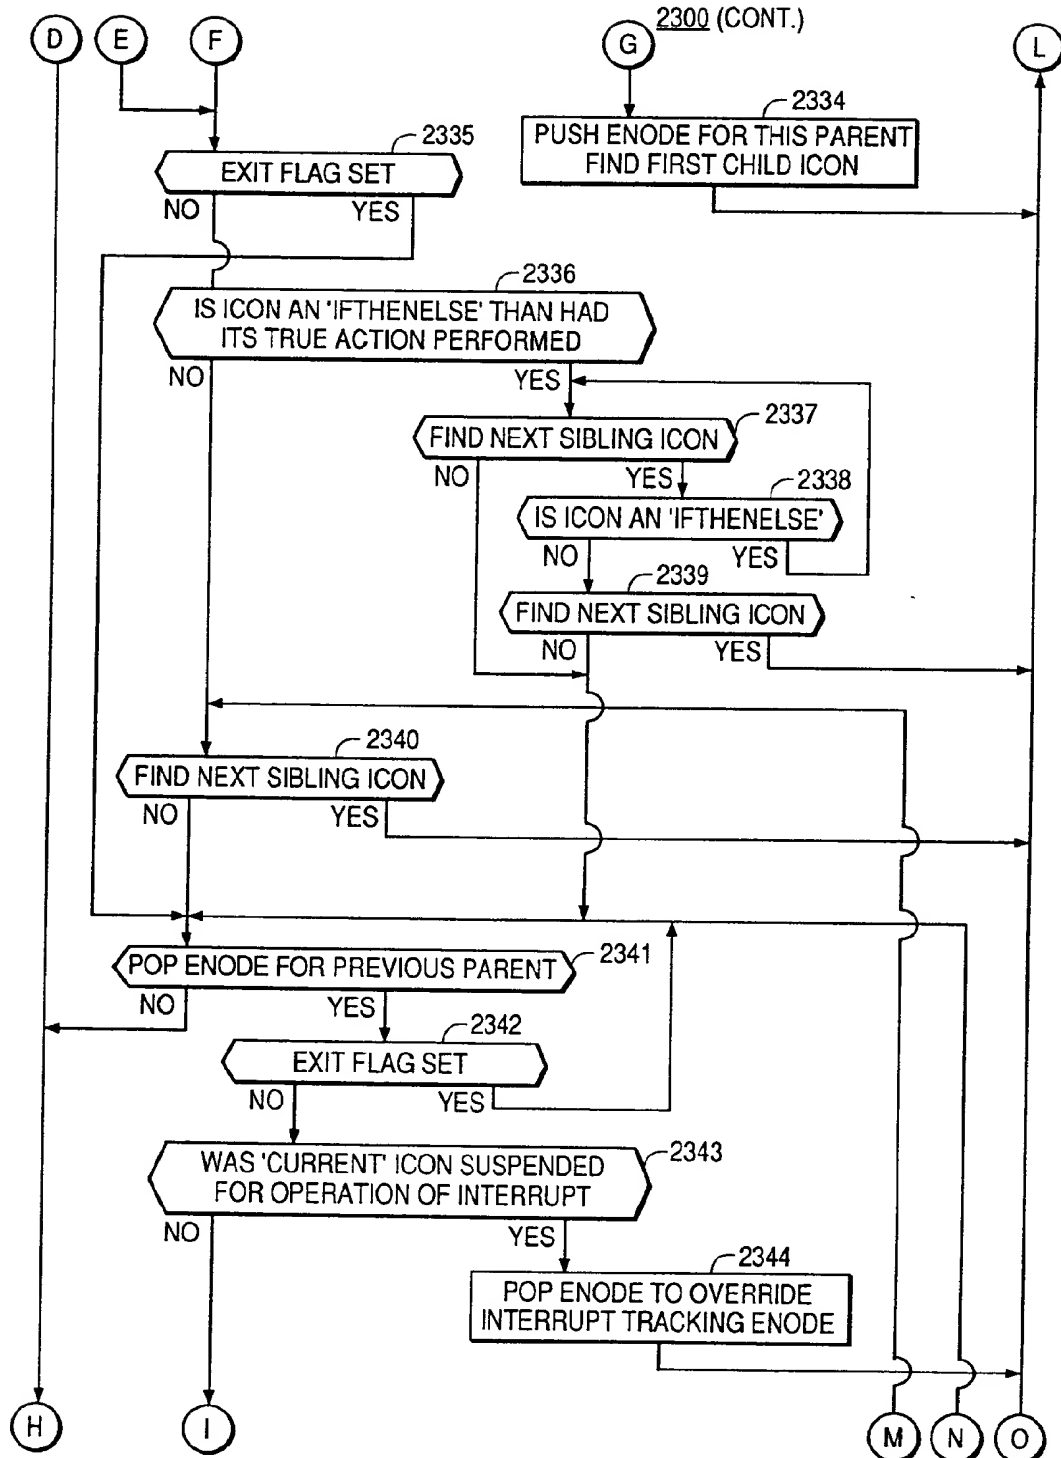 2300 (CONT.)
D
E
F
G
L
2334
PUSH ENODE FOR THIS PARENT
FIND FIRST CHILD ICON
2335
EXIT FLAG SET
NO
YES
2336
IS ICON AN 'IFTHENELSE' THAN HAD
ITS TRUE ACTION PERFORMED
NO
YES
2337
FIND NEXT SIBLING ICON
NO
YES
2338
IS ICON AN 'IFTHENELSE'
NO
YES
2339
FIND NEXT SIBLING ICON
NO
YES
2340
FIND NEXT SIBLING ICON
NO
YES
2341
POP ENODE FOR PREVIOUS PARENT
NO
YES
2342
EXIT FLAG SET
NO
YES
2343
WAS 'CURRENT' ICON SUSPENDED
FOR OPERATION OF INTERRUPT
NO
YES
2344
POP ENODE TO OVERRIDE
INTERRUPT TRACKING ENODE
H
I
M
N
O